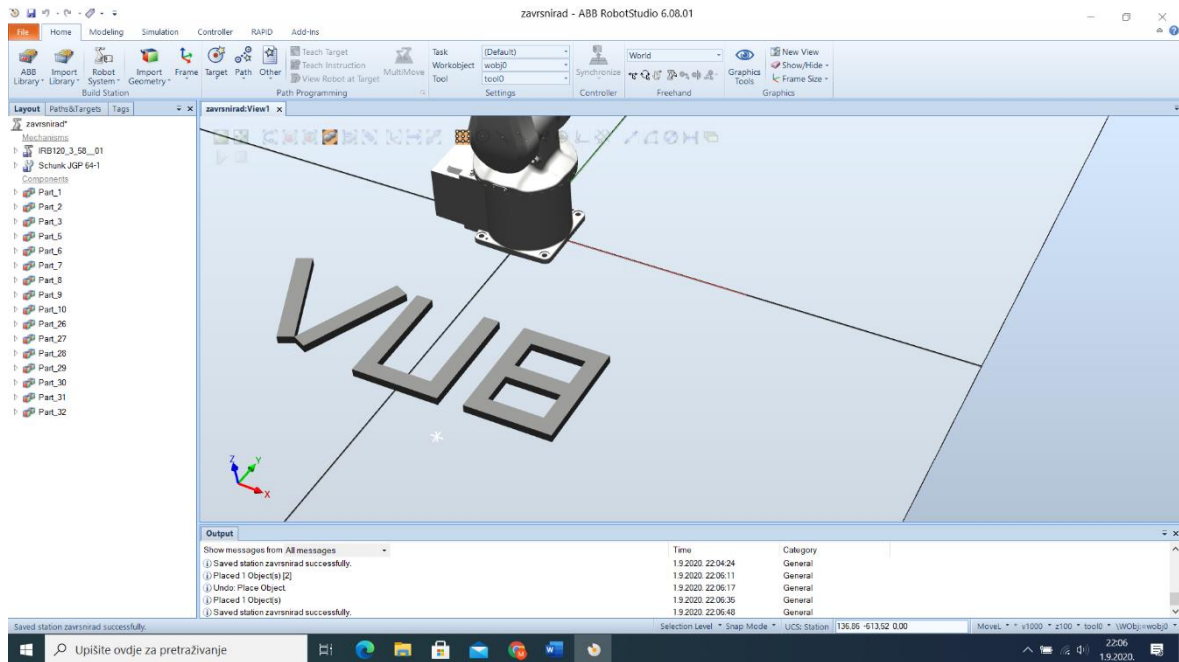 zavrsnirad - ABB RobotStudio 6.08.01
File Home Modeling Simulation Controller RAPID Add-Ins
ABB Library Import Library Robot System Import Geometry Frame
Build Station
Target Path Other Teach Target Teach Instruction View Robot at Target MultiMove
Path Programming
Task (Default)
Workobject wobj0
Tool tool0
Settings
Synchronize
Controller
World
Freehand
Graphics Tools New View Show/Hide Frame Size
Graphics
Layout Paths&Targets Tags
zavrsnirad:View1
zavrsnirad*
Mechanisms
IRB120_3_58__01
Schunk JGP 64-1
Components
Part_1
Part_2
Part_3
Part_5
Part_6
Part_7
Part_8
Part_9
Part_10
Part_26
Part_27
Part_28
Part_29
Part_30
Part_31
Part_32
VUB
Z Y X
Output
Show messages from All messages Time Category
Saved station zavrsnirad successfully. 1.9.2020. 22:04:24 General
Placed 1 Object(s) [2] 1.9.2020. 22:06:11 General
Undo: Place Object 1.9.2020. 22:06:17 General
Placed 1 Object(s) 1.9.2020. 22:06:35 General
Saved station zavrsnirad successfully. 1.9.2020. 22:06:48 General
Saved station zavrsnirad successfully. Selection Level Snap Mode UCS: Station 136,86 -613,52 0,00 MoveL * v1000 z100 tool0 \WObj:=wobj0
Upišite ovdje za pretraživanje
22:06
1.9.2020.